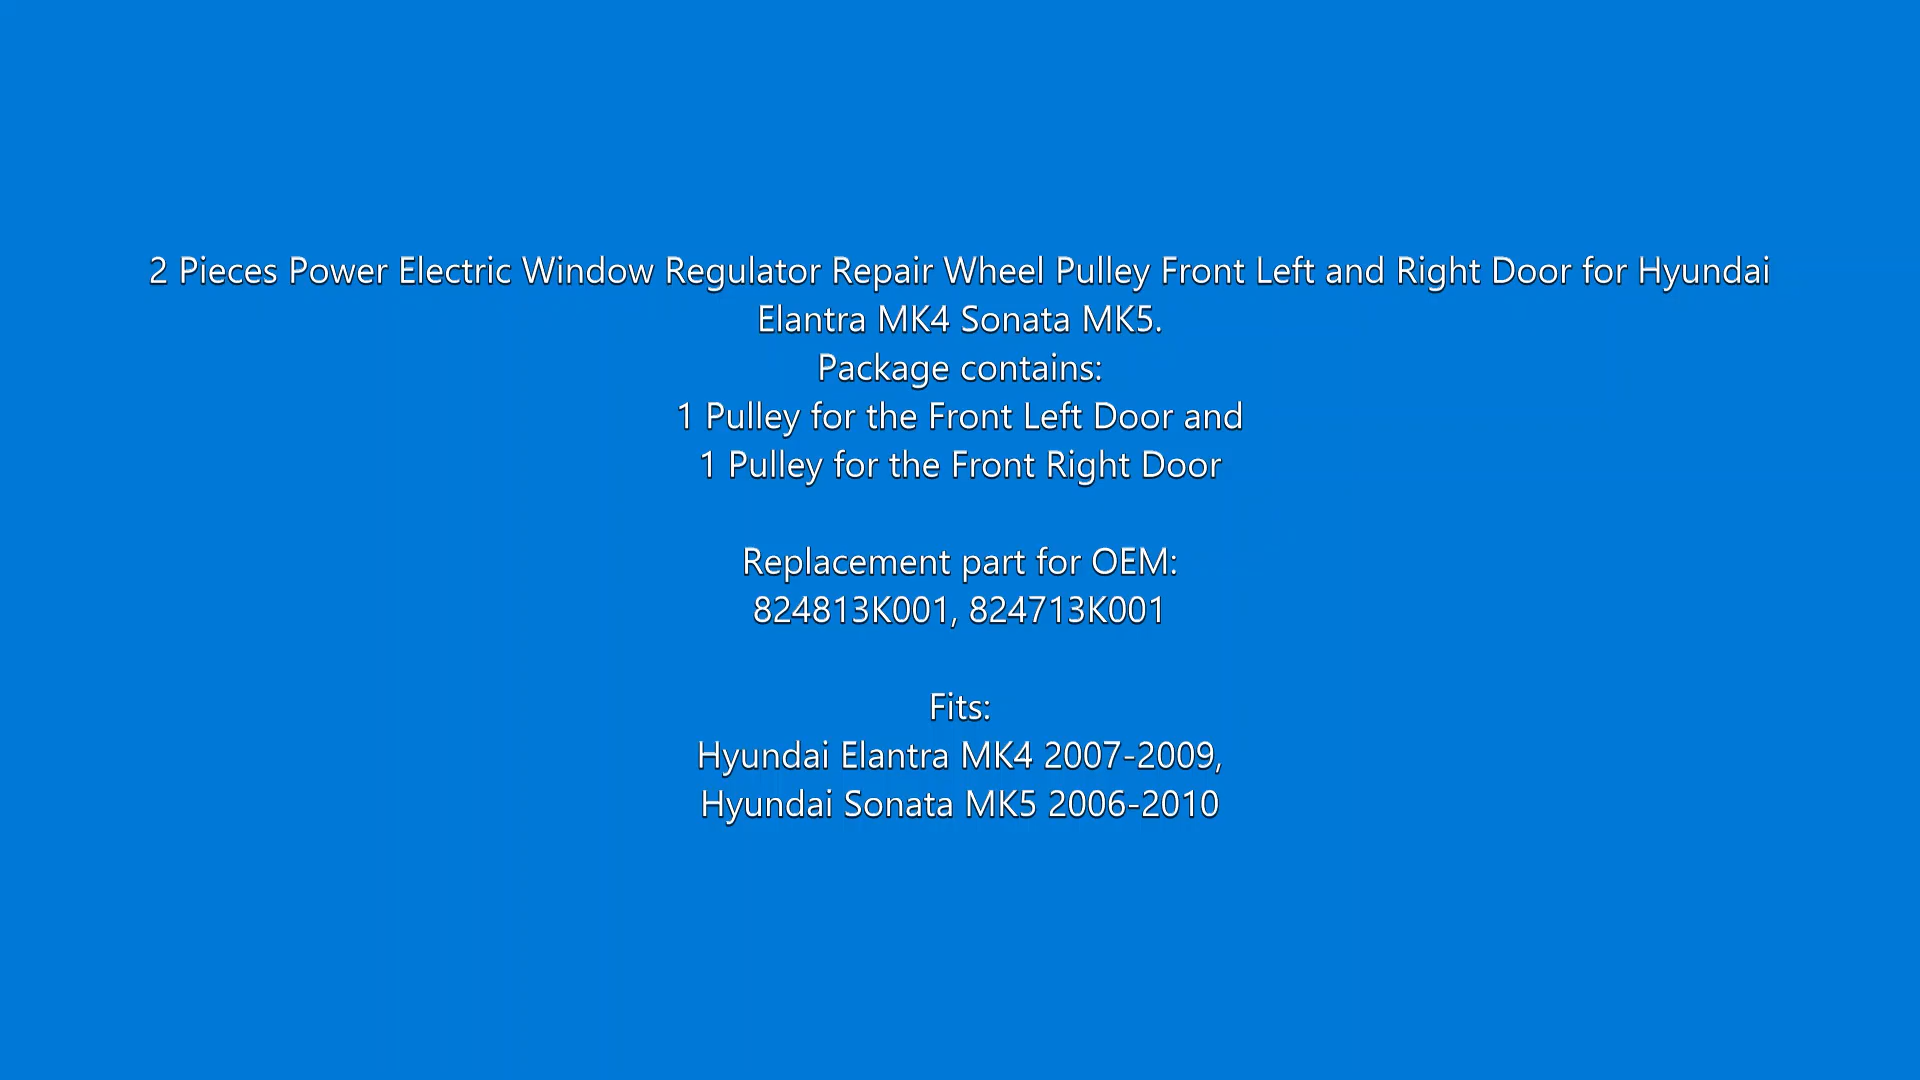 2 Pieces Power Electric Window Regulator Repair Wheel Pulley Front Left and Right Door for Hyundai
Elantra MK4 Sonata MK5.
Package contains:
1 Pulley for the Front Left Door and
1 Pulley for the Front Right Door
Replacement part for OEM:
824813K001, 824713K001
Fits:
Hyundai Elantra MK4 2007-2009,
Hyundai Sonata MK5 2006-2010